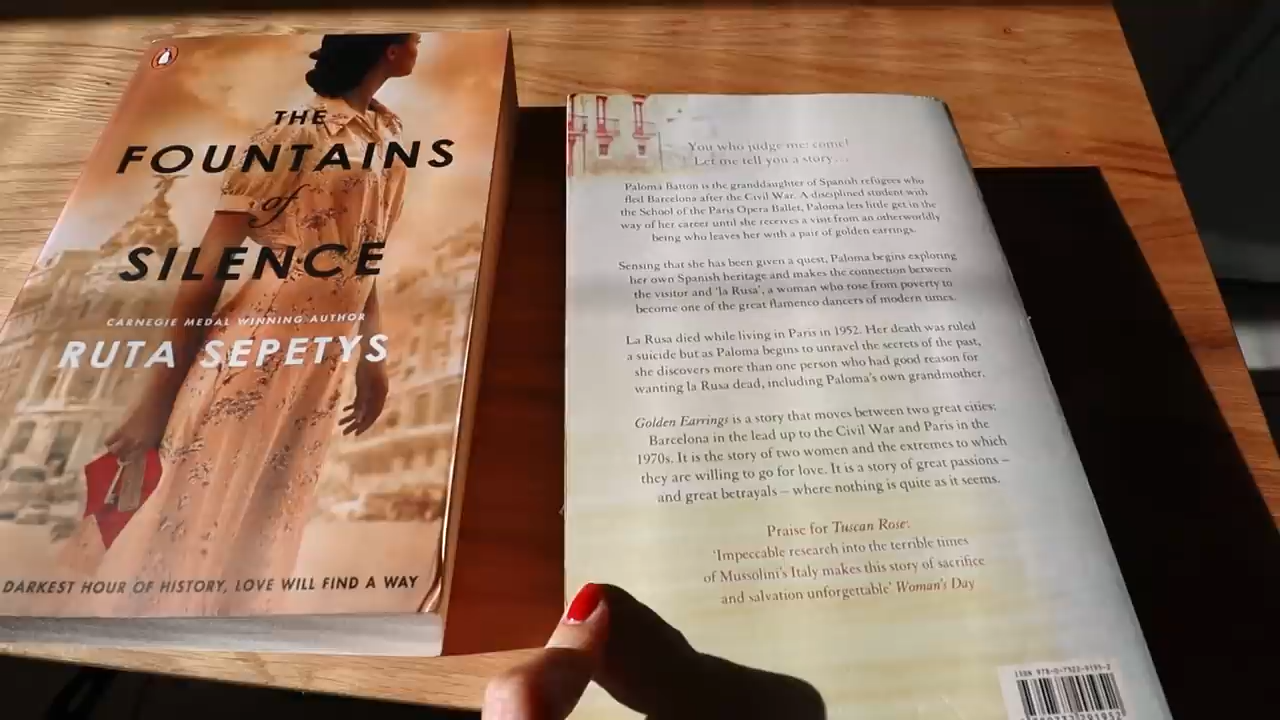 THE
FOUNTAINS
of
SILENCE
CARNEGIE MEDAL WINNING AUTHOR
RUTA SEPETYS
DARKEST HOUR OF HISTORY, LOVE WILL FIND A WAY
You who judge me: come!
Let me tell you a story…
Paloma Batton is the granddaughter of Spanish refugees who
fled Barcelona after the Civil War. A disciplined student with
the School of the Paris Opera Ballet, Paloma lets little get in the
way of her career until she receives a visit from an otherworldly
being who leaves her with a pair of golden earrings.
Sensing that she has been given a quest, Paloma begins exploring
her own Spanish heritage and makes the connection between
the visitor and 'la Rusa', a woman who rose from poverty to
become one of the great flamenco dancers of modern times.
La Rusa died while living in Paris in 1952. Her death was ruled
a suicide but as Paloma begins to unravel the secrets of the past,
she discovers more than one person who had good reason for
wanting la Rusa dead, including Paloma's own grandmother.
Golden Earrings is a story that moves between two great cities:
Barcelona in the lead up to the Civil War and Paris in the
1970s. It is the story of two women and the extremes to which
they are willing to go for love. It is a story of great passions –
and great betrayals – where nothing is quite as it seems.
Praise for Tuscan Rose:
'Impeccable research into the terrible times
of Mussolini's Italy makes this story of sacrifice
and salvation unforgettable' Woman's Day
ISBN 978-0-7322-9195-2